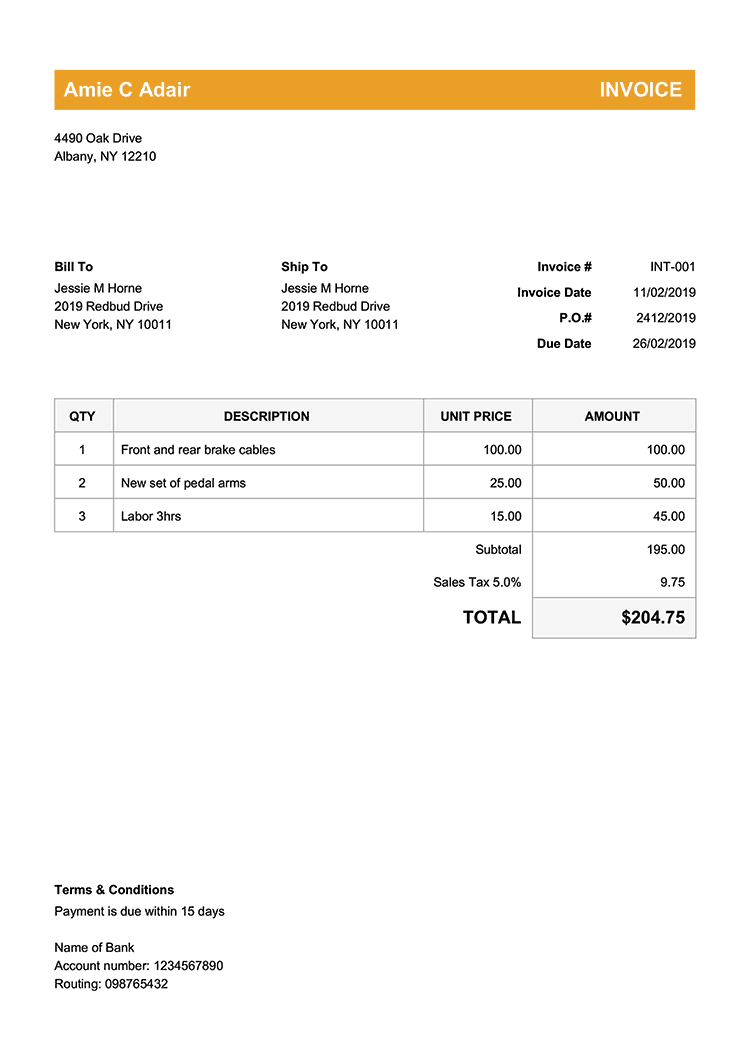 Amie C Adair INVOICE
4490 Oak Drive
Albany, NY 12210
Bill To
Jessie M Horne
2019 Redbud Drive
New York, NY 10011
Ship To
Jessie M Horne
2019 Redbud Drive
New York, NY 10011
Invoice # INT-001
Invoice Date 11/02/2019
P.O.# 2412/2019
Due Date 26/02/2019
QTY DESCRIPTION UNIT PRICE AMOUNT
1 Front and rear brake cables 100.00 100.00
2 New set of pedal arms 25.00 50.00
3 Labor 3hrs 15.00 45.00
Subtotal 195.00
Sales Tax 5.0% 9.75
TOTAL $204.75
Terms & Conditions
Payment is due within 15 days
Name of Bank
Account number: 1234567890
Routing: 098765432